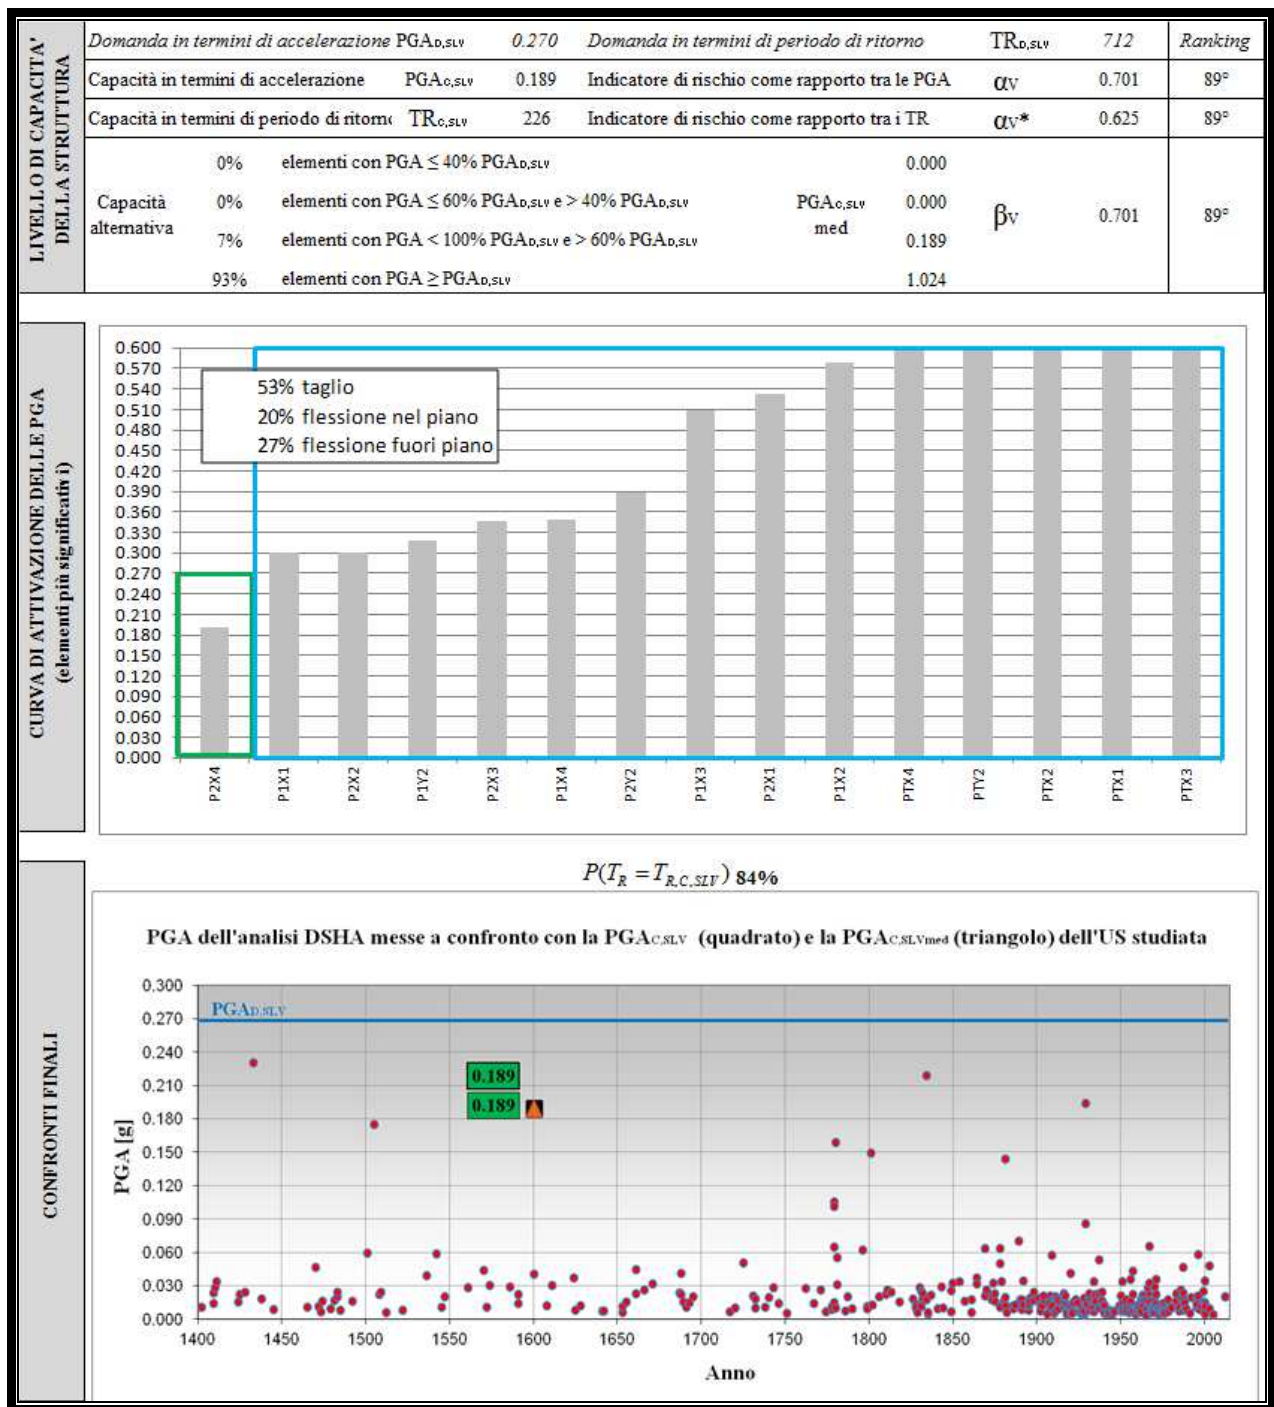 LIVELLO DI CAPACITA'
DELLA STRUTTURA
Domanda in termini di accelerazione PGAD,SLV 0.270 Domanda in termini di periodo di ritorno TRD,SLV 712 Ranking
Capacità in termini di accelerazione PGAC,SLV 0.189 Indicatore di rischio come rapporto tra le PGA αV 0.701 89°
Capacità in termini di periodo di ritorno TRC,SLV 226 Indicatore di rischio come rapporto tra i TR αV* 0.625 89°
Capacità
alternativa
0% elementi con PGA ≤ 40% PGAD,SLV 0.000
0% elementi con PGA ≤ 60% PGAD,SLV e > 40% PGAD,SLV 0.000
7% elementi con PGA < 100% PGAD,SLV e > 60% PGAD,SLV 0.189
93% elementi con PGA ≥ PGAD,SLV 1.024
PGAC,SLV
med
βV 0.701 89°
CURVA DI ATTIVAZIONE DELLE PGA
(elementi più significativi)
0.600
0.570
0.540
0.510
0.480
0.450
0.420
0.390
0.360
0.330
0.300
0.270
0.240
0.210
0.180
0.150
0.120
0.090
0.060
0.030
0.000
53% taglio
20% flessione nel piano
27% flessione fuori piano
P2X4 P1X1 P2X2 P1Y2 P2X3 P1X4 P2Y2 P1X3 P2X1 P1X2 PTX4 PTY2 PTX2 PTX1 PTX3
CONFRONTI FINALI
P(TR = TR,C,SLV) 84%
PGA dell'analisi DSHA messe a confronto con la PGAC,SLV (quadrato) e la PGAC,SLVmed (triangolo) dell'US studiata
PGA [g]
0.300
0.270
0.240
0.210
0.180
0.150
0.120
0.090
0.060
0.030
0.000
PGAD,SLV
0.189
0.189
1400 1450 1500 1550 1600 1650 1700 1750 1800 1850 1900 1950 2000
Anno